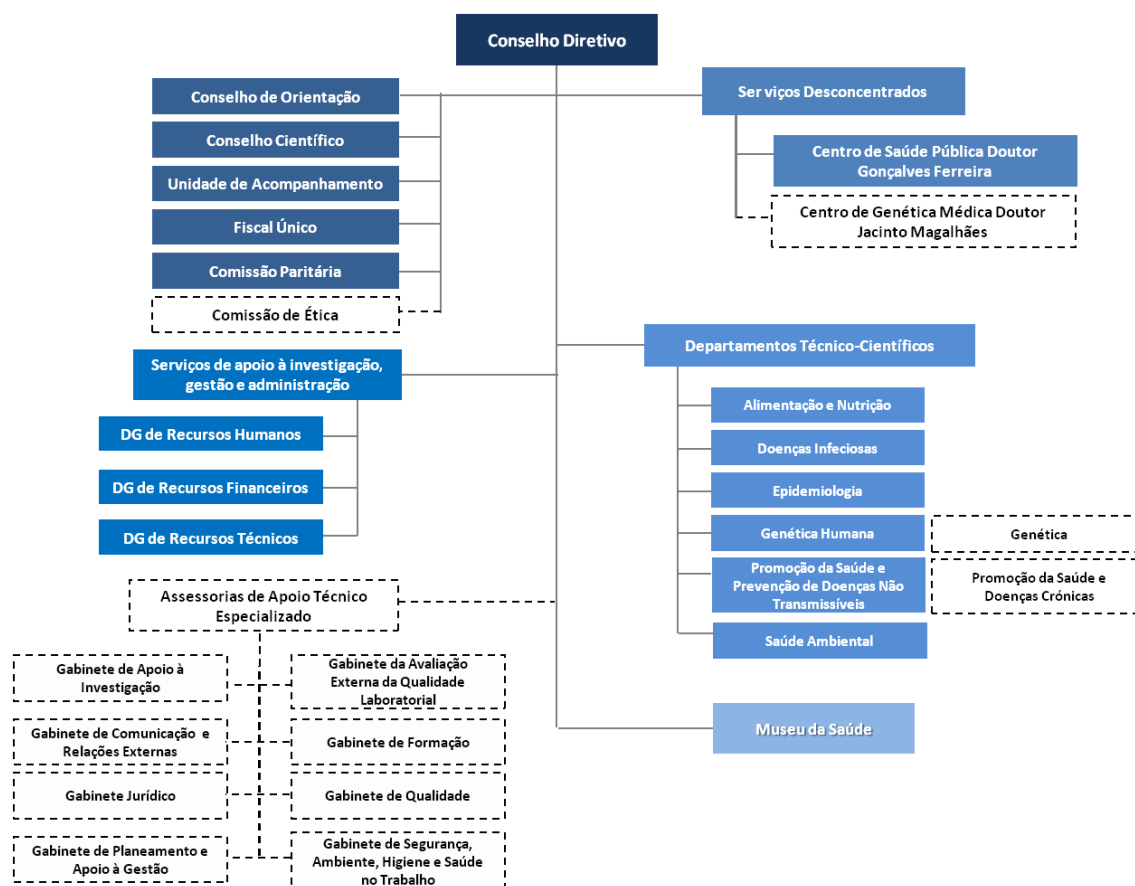 Conselho Diretivo
Conselho de Orientação
Conselho Científico
Unidade de Acompanhamento
Fiscal Único
Comissão Paritária
Comissão de Ética
Serviços Desconcentrados
Centro de Saúde Pública Doutor
Gonçalves Ferreira
Centro de Genética Médica Doutor
Jacinto Magalhães
Serviços de apoio à investigação,
gestão e administração
DG de Recursos Humanos
DG de Recursos Financeiros
DG de Recursos Técnicos
Departamentos Técnico-Científicos
Alimentação e Nutrição
Doenças Infeciosas
Epidemiologia
Genética Humana
Genética
Promoção da Saúde e
Prevenção de Doenças Não
Transmissíveis
Promoção da Saúde e
Doenças Crónicas
Saúde Ambiental
Assessorias de Apoio Técnico
Especializado
Gabinete de Apoio à
Investigação
Gabinete da Avaliação
Externa da Qualidade
Laboratorial
Gabinete de Comunicação e
Relações Externas
Gabinete de Formação
Gabinete Jurídico
Gabinete de Qualidade
Gabinete de Planeamento e
Apoio à Gestão
Gabinete de Segurança,
Ambiente, Higiene e Saúde
no Trabalho
Museu da Saúde